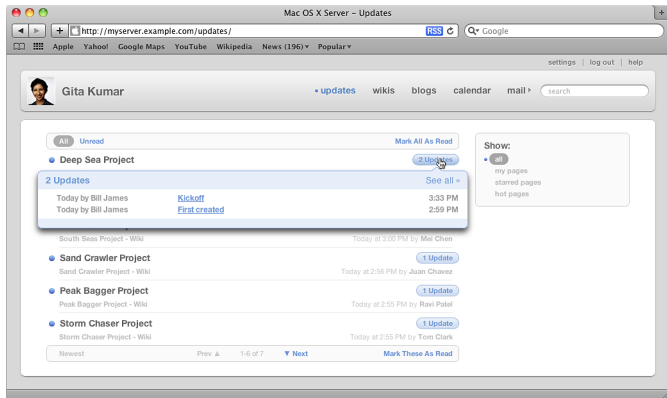 Mac OS X Server – Updates
http://myserver.example.com/updates/
RSS
Google
Apple Yahoo! Google Maps YouTube Wikipedia News (196) Popular
settings | log out | help
Gita Kumar
updates wikis blogs calendar mail search
All Unread Mark All As Read
Show:
all
my pages
starred pages
hot pages
Deep Sea Project 2 Updates
2 Updates See all »
Today by Bill James Kickoff 3:33 PM
Today by Bill James First created 2:59 PM
South Seas Project - Wiki Today at 3:00 PM by Mei Chen
Sand Crawler Project 1 Update
Sand Crawler Project - Wiki Today at 2:56 PM by Juan Chavez
Peak Bagger Project 1 Update
Peak Bagger Project - Wiki Today at 2:55 PM by Ravi Patel
Storm Chaser Project 1 Update
Storm Chaser Project - Wiki Today at 2:55 PM by Tom Clark
Newest Prev ▲ 1-6 of 7 ▼ Next Mark These As Read